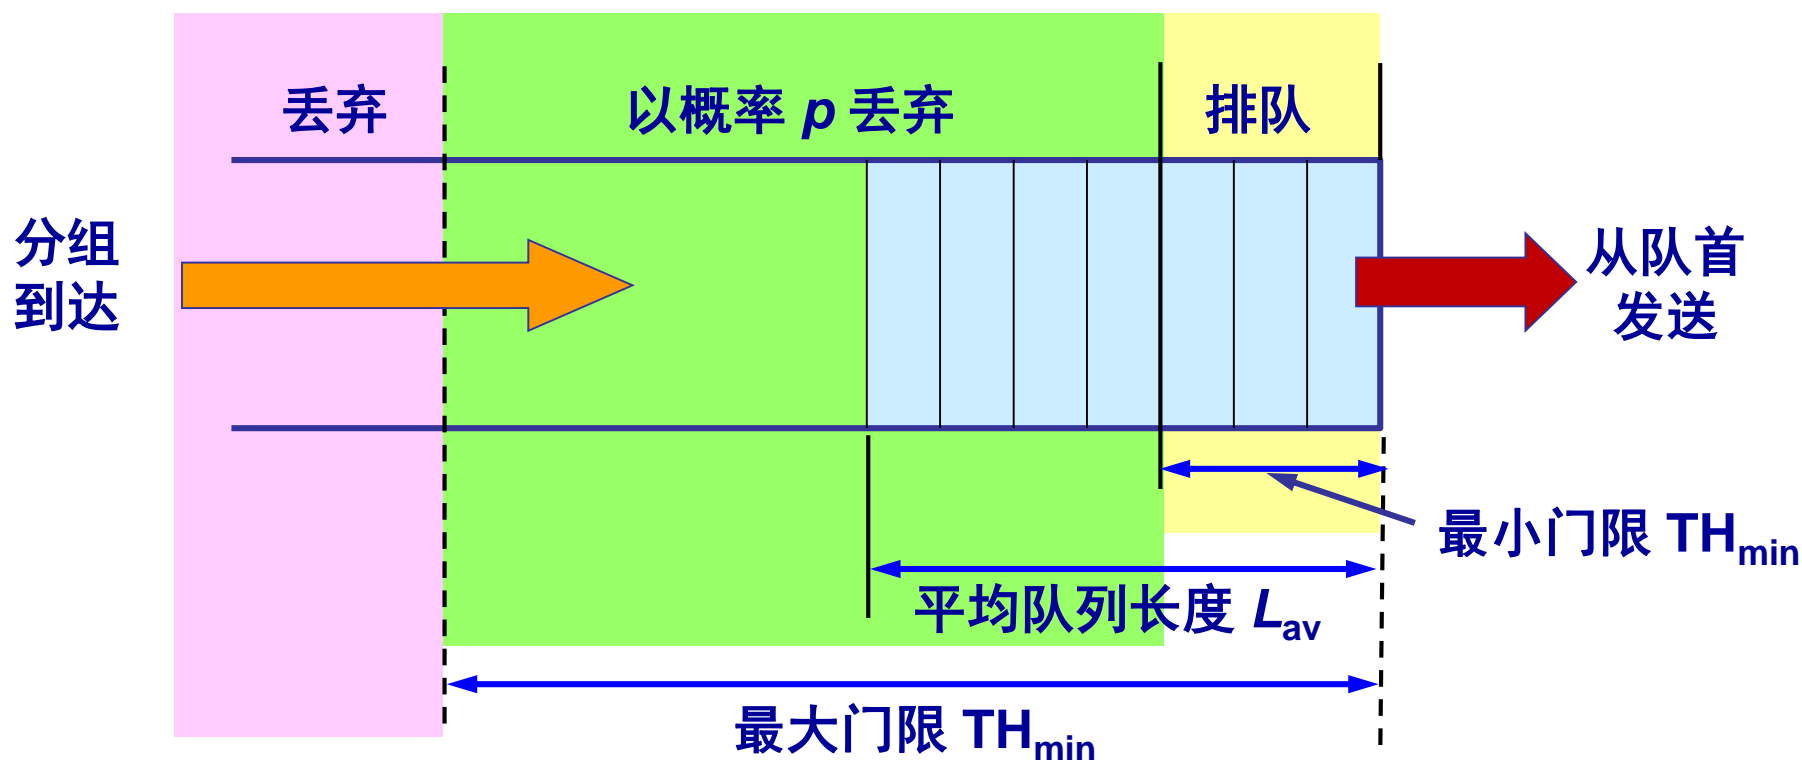 丢弃
以概率 p 丢弃
排队
分组
到达
从队首
发送
最小门限 THmin
平均队列长度 Lav
最大门限 THmin